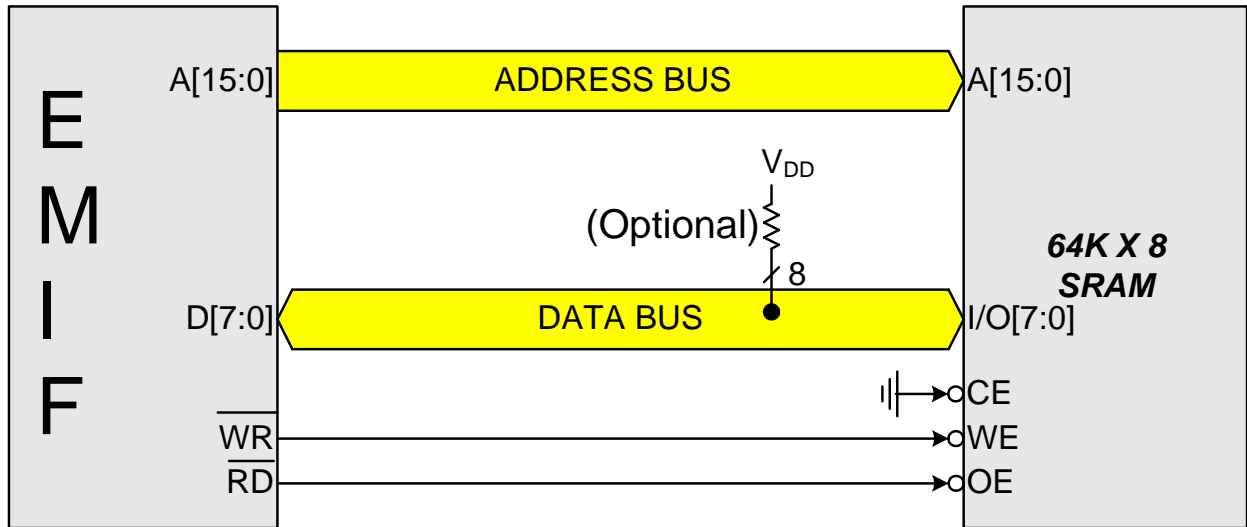 EMIF
A[15:0] ADDRESS BUS A[15:0]
VDD
(Optional)
8
64K X 8
SRAM
D[7:0] DATA BUS I/O[7:0]
CE
WR WE
RD OE